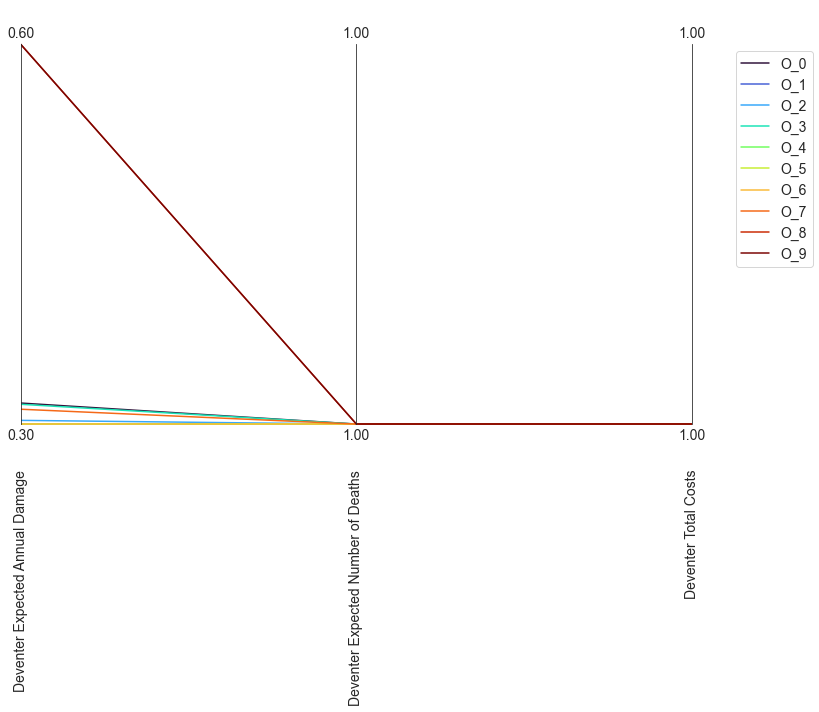 0.60
1.00
1.00
O_0
O_1
O_2
O_3
O_4
O_5
O_6
O_7
O_8
O_9
0.30
1.00
1.00
Deventer Expected Annual Damage
Deventer Expected Number of Deaths
Deventer Total Costs